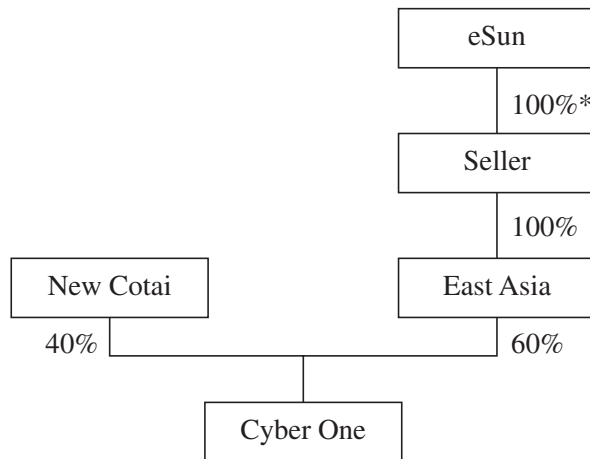 eSun
100%*
Seller
100%
New Cotai
East Asia
40%
60%
Cyber One